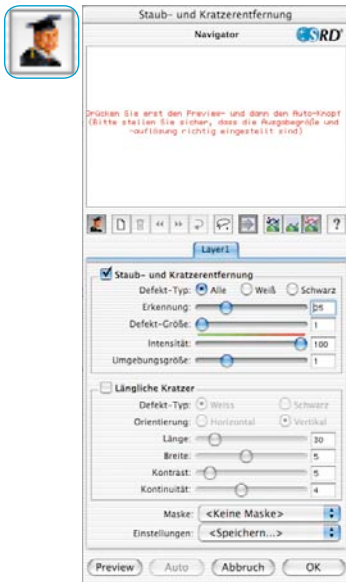 Staub- und Kratzerentfernung
Navigator
SRD
Drücken Sie erst den Preview- und dann den Auto-Knopf
(Bitte stellen Sie sicher, dass die Ausgabegröße und
-auflösung richtig eingestellt sind)
?
Layer1
Staub- und Kratzerentfernung
Defekt-Typ: Alle Weiß Schwarz
Erkennung: 25
Defekt-Größe: 1
Intensität: 100
Umgebungsgröße: 1
Längliche Kratzer
Defekt-Typ: Weiss Schwarz
Orientierung: Horizontal Vertikal
Länge: 30
Breite: 5
Kontrast: 5
Kontinuität: 4
Maske: <Keine Maske>
Einstellungen: <Speichern...>
Preview Auto Abbruch OK